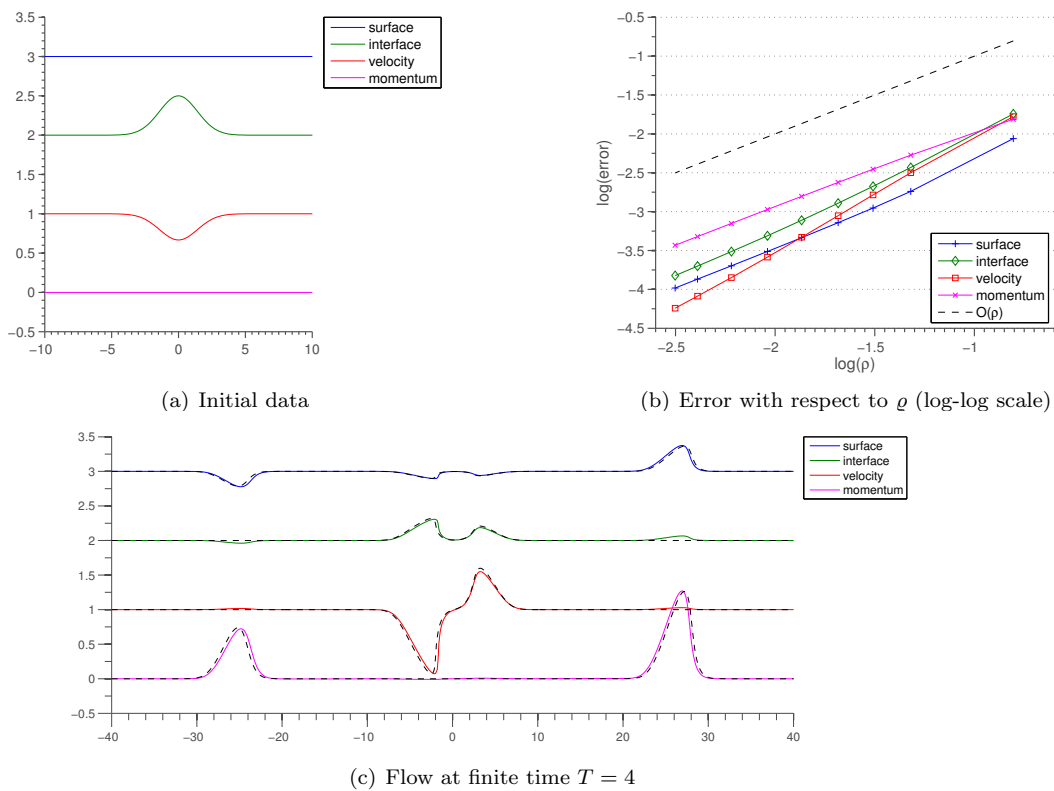 3.5
3
2.5
2
1.5
1
0.5
0
−0.5
−10
−5
0
5
10
surface
interface
velocity
momentum
(a) Initial data
−0.5
−1
−1.5
−2
−2.5
−3
−3.5
−4
−4.5
log(error)
−2.5
−2
−1.5
−1
log(ρ)
surface
interface
velocity
momentum
O(ρ)
(b) Error with respect to ϱ (log-log scale)
3.5
3
2.5
2
1.5
1
0.5
0
−0.5
−40
−30
−20
−10
0
10
20
30
40
surface
interface
velocity
momentum
(c) Flow at finite time T = 4